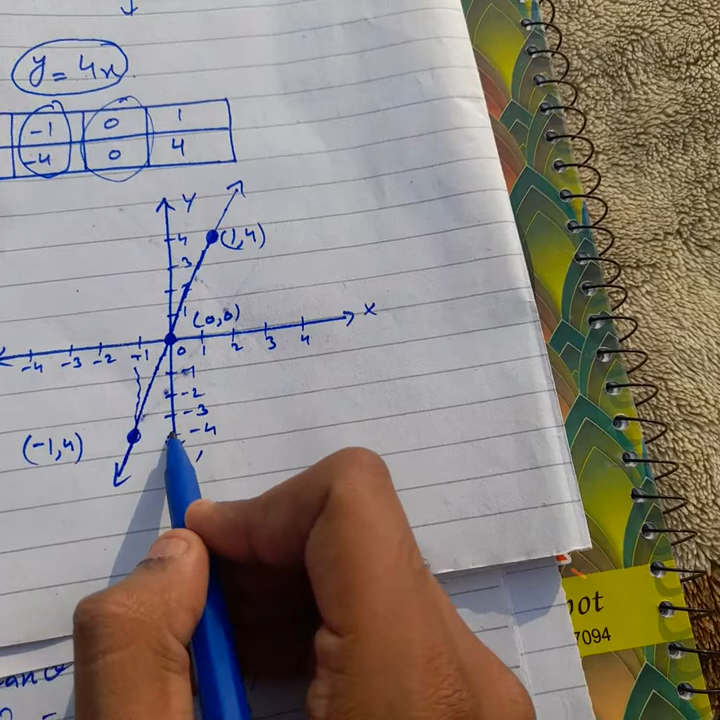 y = 4x
-1 0 1
-4 0 4
Y
4
(1,4)
3
2
1
(0,0)
X
-4 -3 -2 -1 0 1 2 3 4
-1
-2
-3
-4
(-1,4)
not
7094